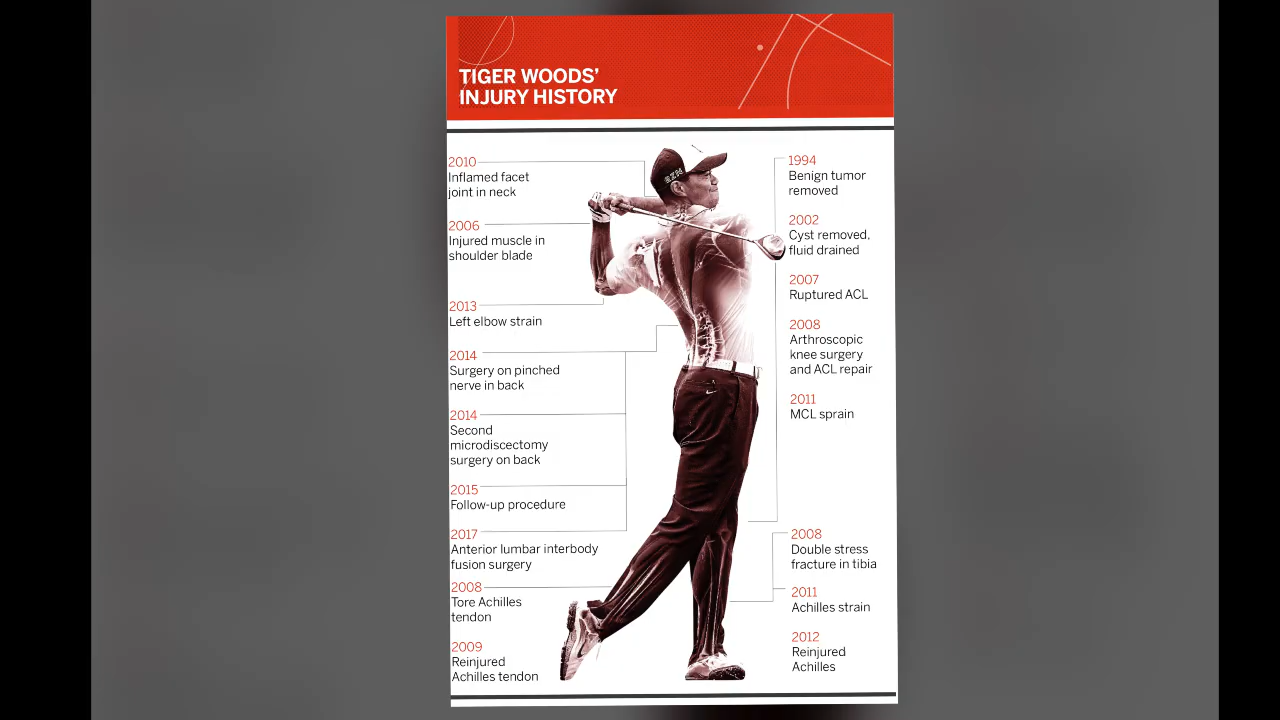 TIGER WOODS'
INJURY HISTORY
2010
Inflamed facet
joint in neck
2006
Injured muscle in
shoulder blade
2013
Left elbow strain
2014
Surgery on pinched
nerve in back
2014
Second
microdiscectomy
surgery on back
2015
Follow-up procedure
2017
Anterior lumbar interbody
fusion surgery
2008
Tore Achilles
tendon
2009
Reinjured
Achilles tendon
1994
Benign tumor
removed
2002
Cyst removed,
fluid drained
2007
Ruptured ACL
2008
Arthroscopic
knee surgery
and ACL repair
2011
MCL sprain
2008
Double stress
fracture in tibia
2011
Achilles strain
2012
Reinjured
Achilles